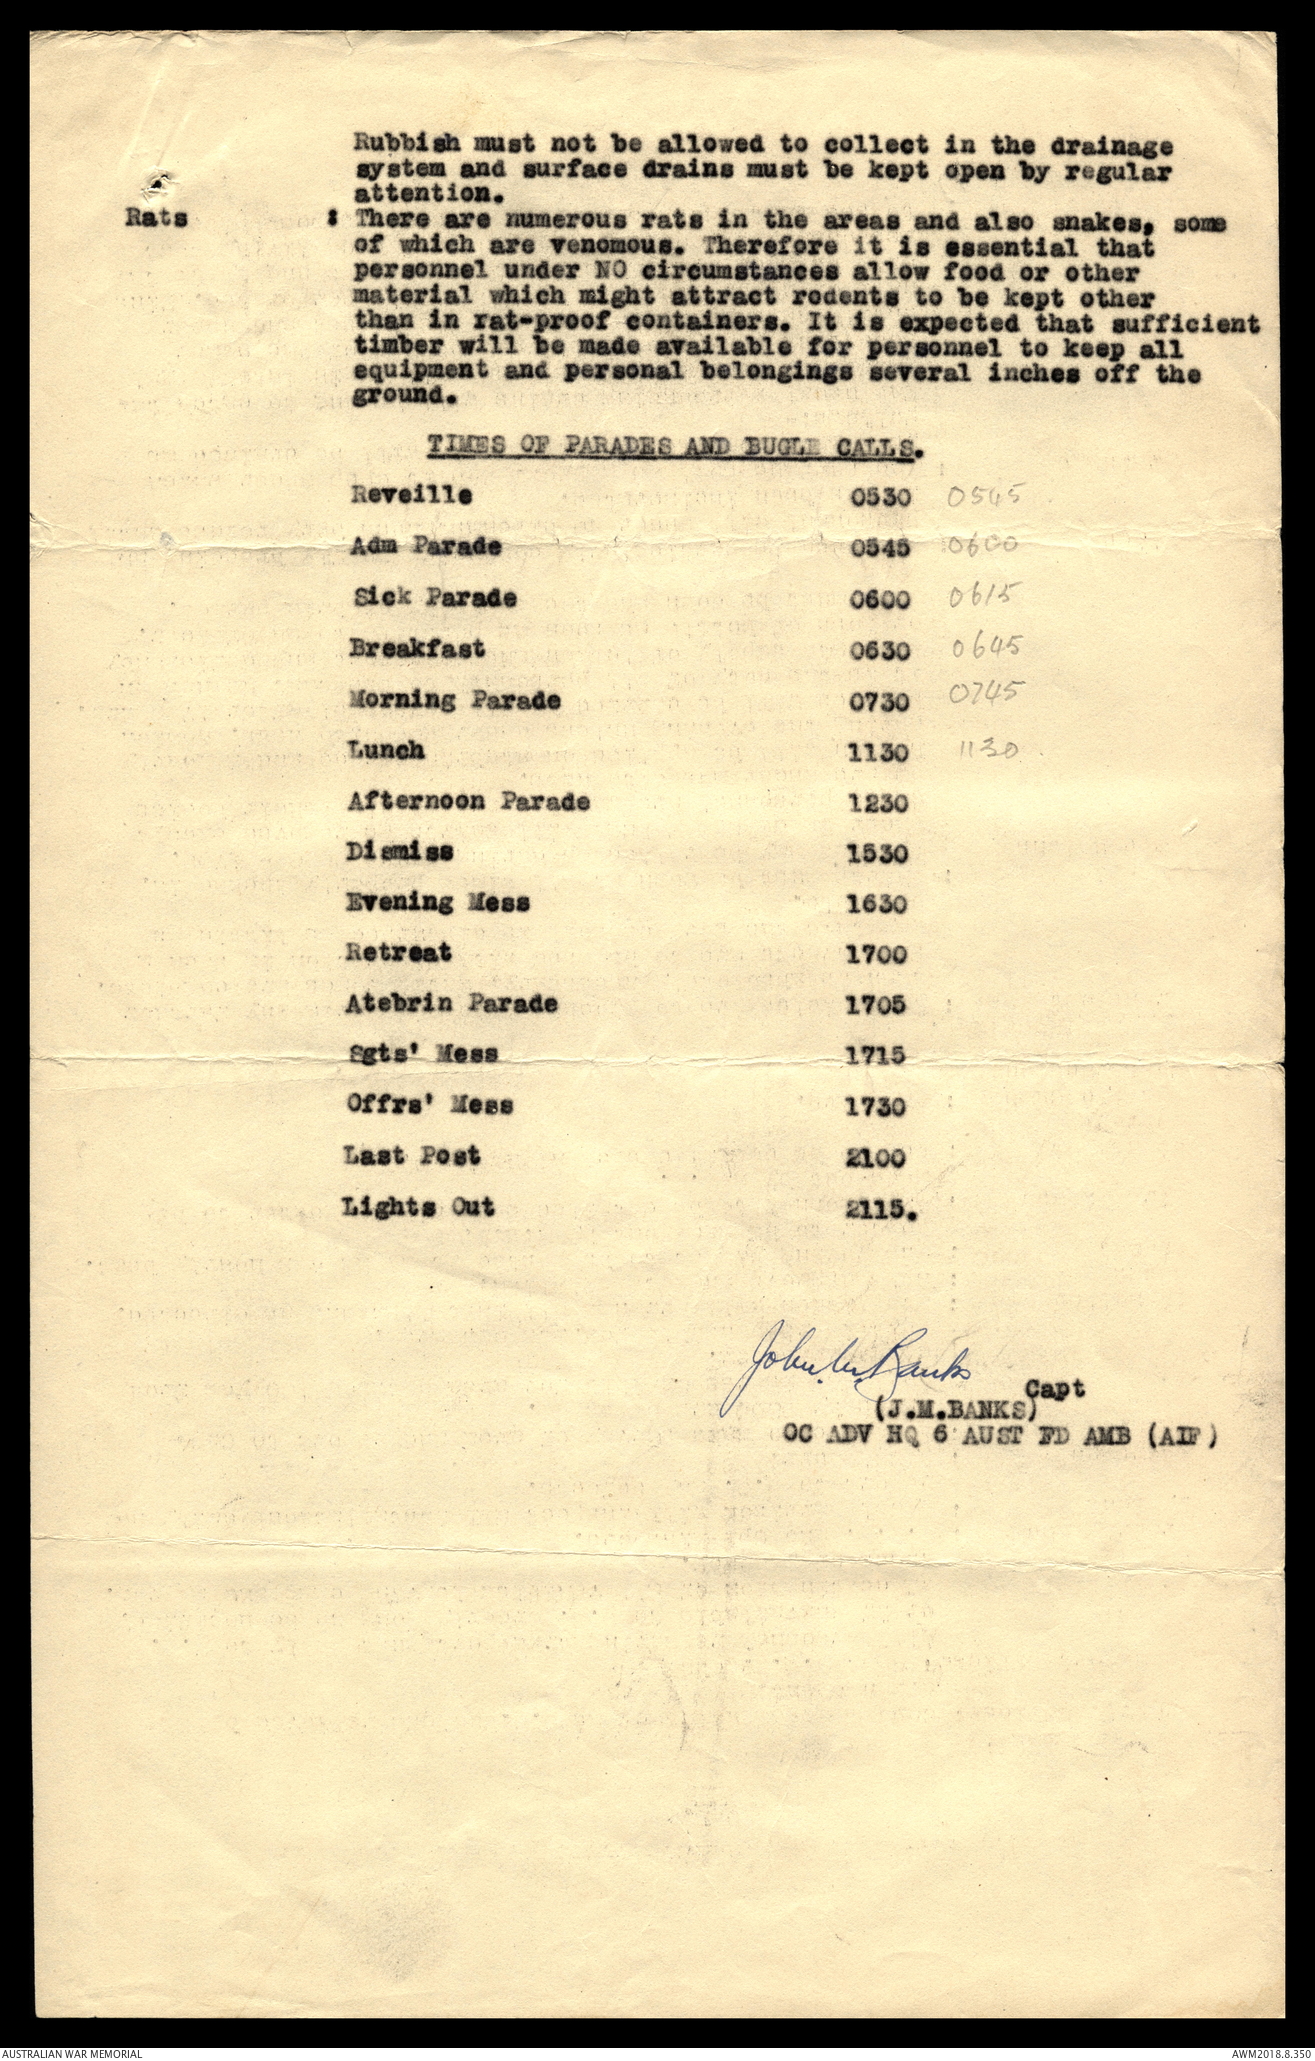 Rubbish must not be allowed to collect in the drainage
system and surface drains must be kept open by regular
attention.
Rats : There are numerous rats in the areas and also snakes, some
of which are venomous. Therefore it is essential that
personnel under NO circumstances allow food or other
material which might attract rodents to be kept other
than in rat-proof containers. It is expected that sufficient
timber will be made available for personnel to keep all
equipment and personal belongings several inches off the
ground.
TIMES OF PARADES AND BUGLE CALLS.
Reveille 0530 0545
Adm Parade 0545 0600
Sick Parade 0600 0615
Breakfast 0630 0645
Morning Parade 0730 0745
Lunch 1130 1130
Afternoon Parade 1230
Dismiss 1530
Evening Mess 1630
Retreat 1700
Atebrin Parade 1705
Sgts' Mess 1715
Offrs' Mess 1730
Last Post 2100
Lights Out 2115.
John. M. Banks
Capt
(J.M.BANKS)
OC ADV HQ 6 AUST FD AMB (AIF)
AUSTRALIAN WAR MEMORIAL
AWM2018.8.350